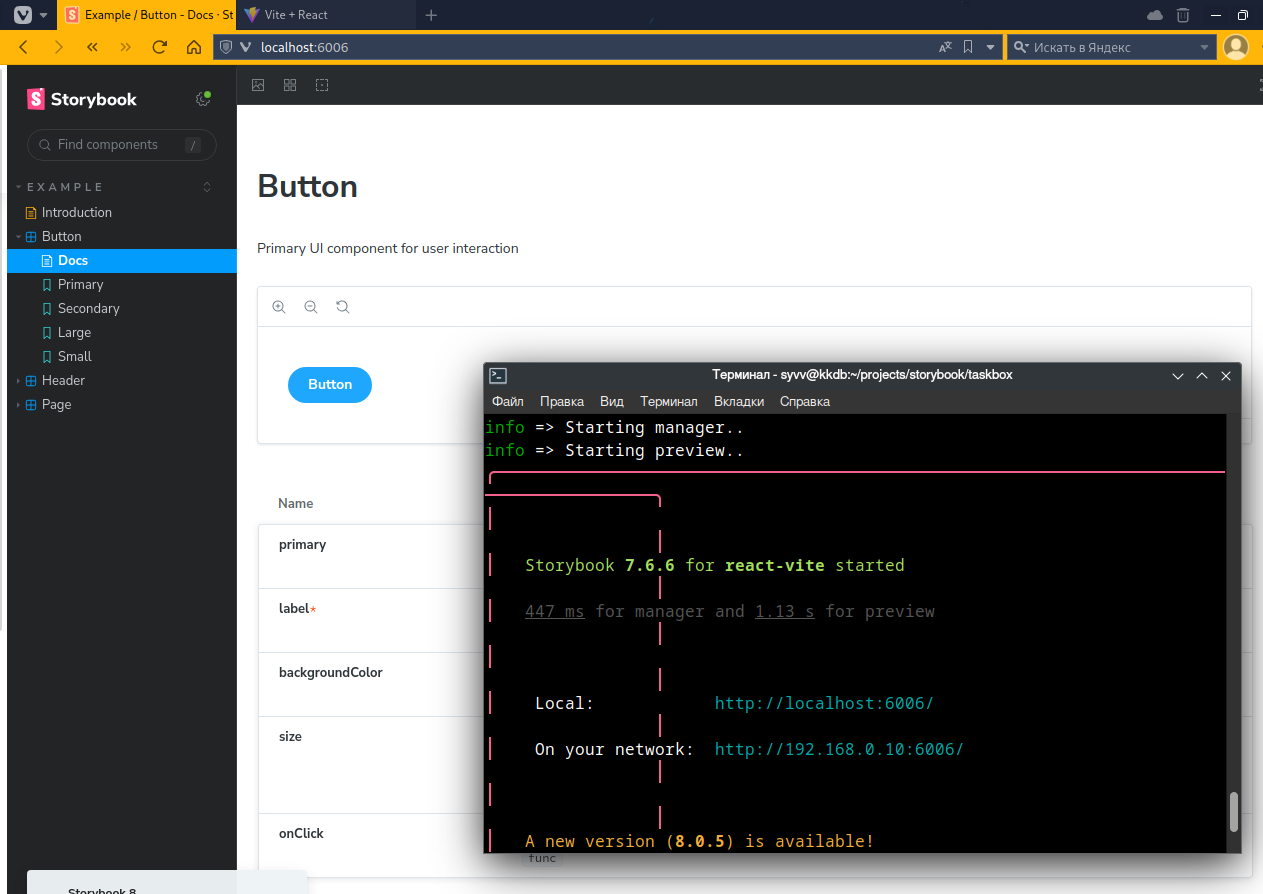 Example / Button - Docs · St
Vite + React
localhost:6006
Искать в Яндекс
Storybook
Find components
/
EXAMPLE
Introduction
Button
Docs
Primary
Secondary
Large
Small
Header
Page
Button
Primary UI component for user interaction
Button
Name
primary
label*
backgroundColor
size
onClick
func
Storybook 8
Терминал - syvv@kkdb:~/projects/storybook/taskbox
Файл Правка Вид Терминал Вкладки Справка
info => Starting manager..
info => Starting preview..
Storybook 7.6.6 for react-vite started
447 ms for manager and 1.13 s for preview
Local: http://localhost:6006/
On your network: http://192.168.0.10:6006/
A new version (8.0.5) is available!